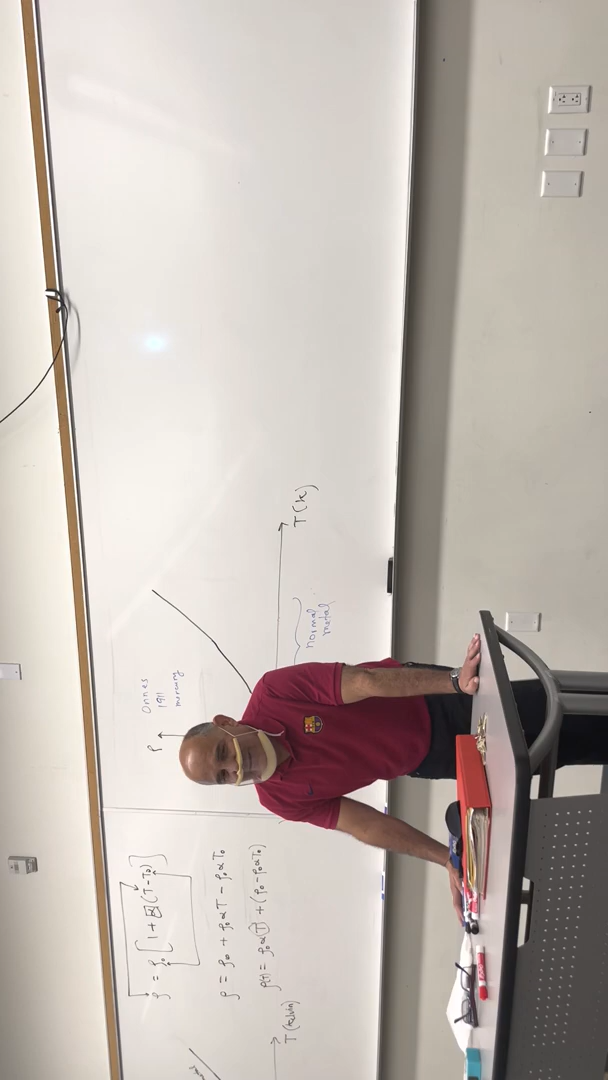 ρ = ρ₀ [1 + α(T-T₀)]
ρ = ρ₀ + ρ₀αT - ρ₀αT₀
ρ(T) = ρ₀α(T) + (ρ₀ - ρ₀αT₀)
T (kelvin)
ρ
Onnes
1911
mercury
T(K)
normal
metal